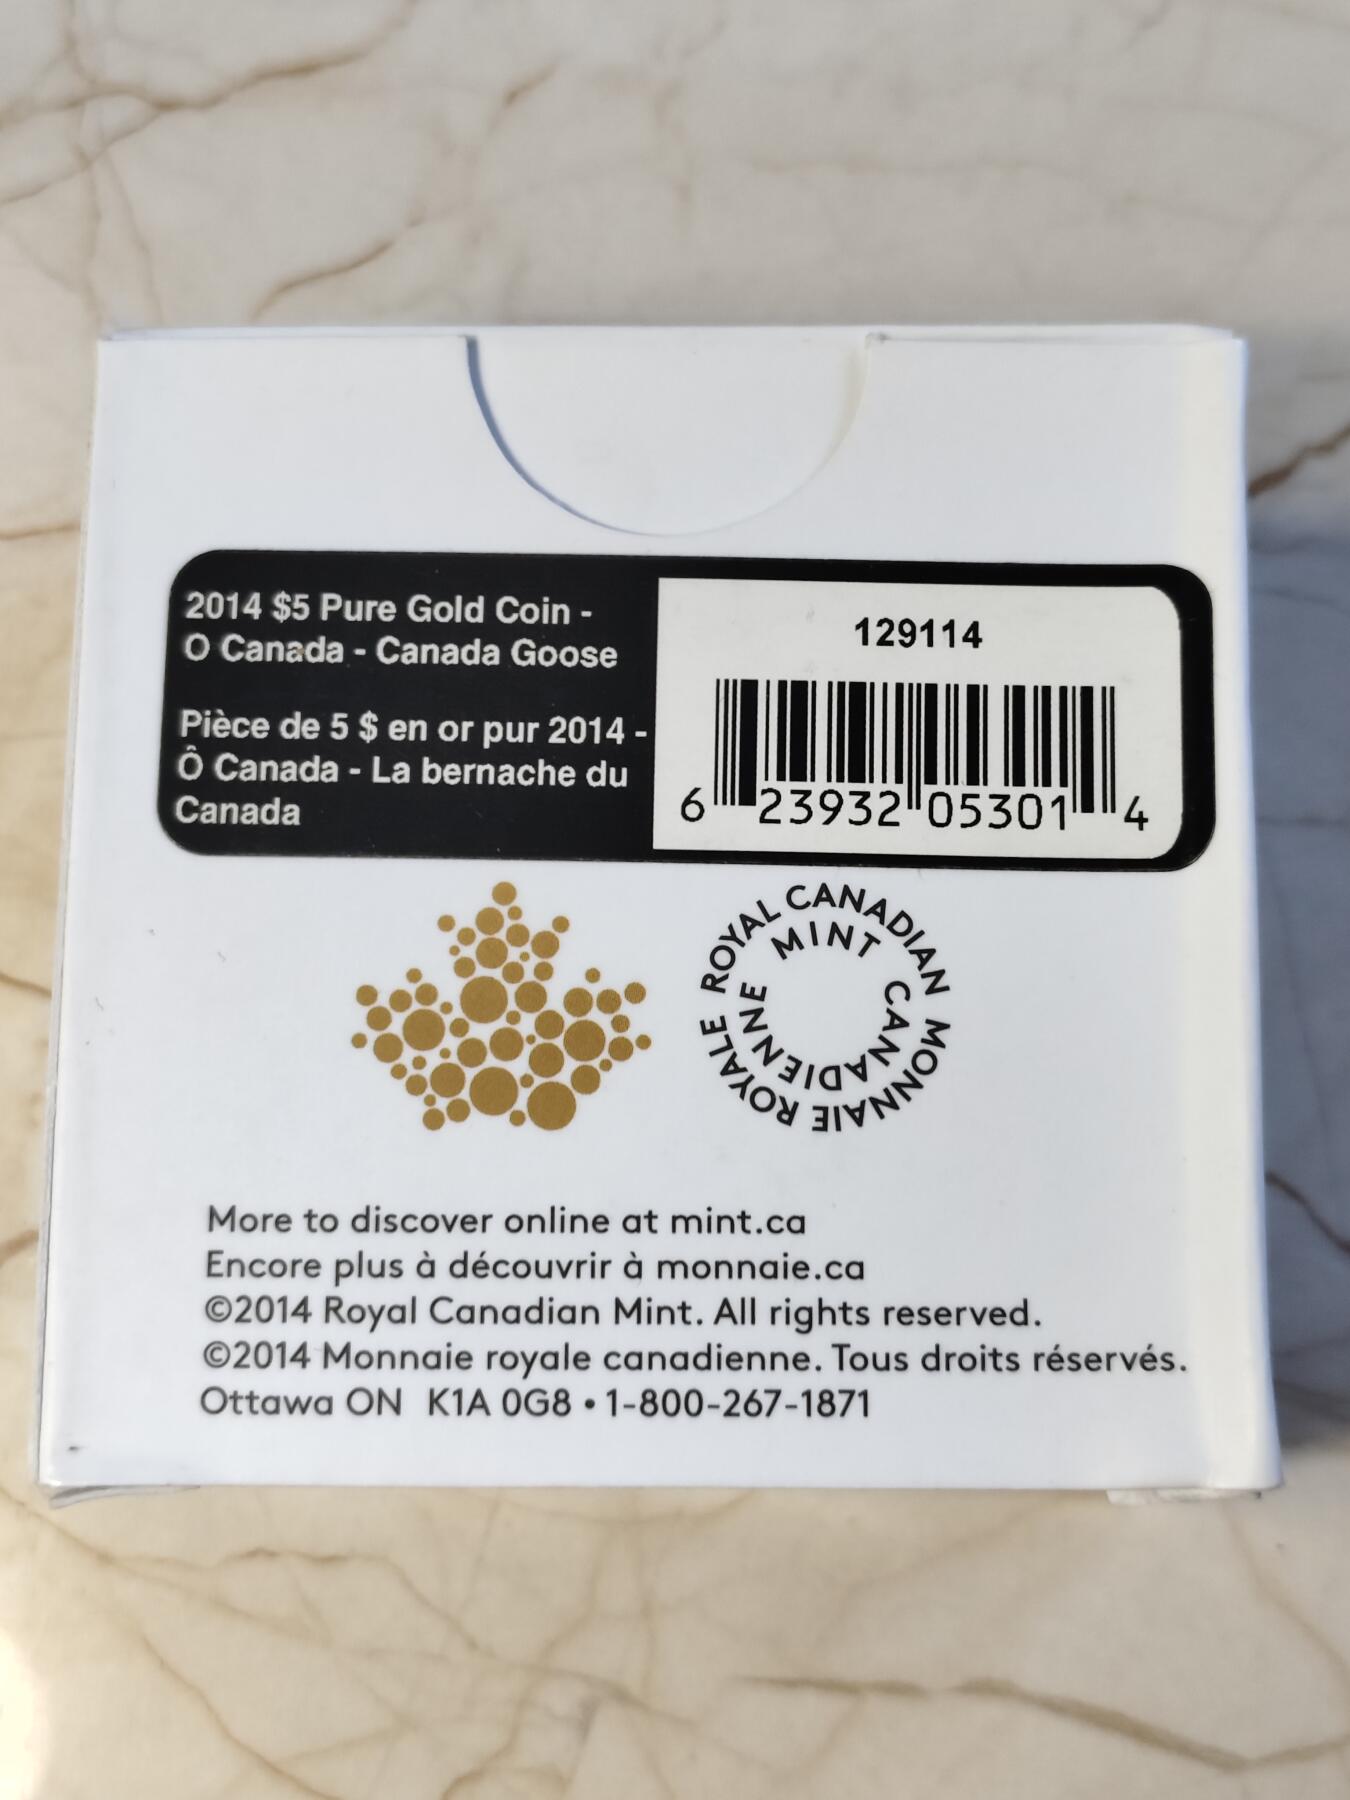 2014 $5 Pure Gold Coin -
O Canada - Canada Goose
Pièce de 5 $ en or pur 2014 -
Ô Canada - La bernache du
Canada
129114
6 23932 05301 4
ROYAL CANADIAN MINT
MONNAIE ROYALE CANADIENNE
More to discover online at mint.ca
Encore plus à découvrir à monnaie.ca
©2014 Royal Canadian Mint. All rights reserved.
©2014 Monnaie royale canadienne. Tous droits réservés.
Ottawa ON K1A 0G8 • 1-800-267-1871